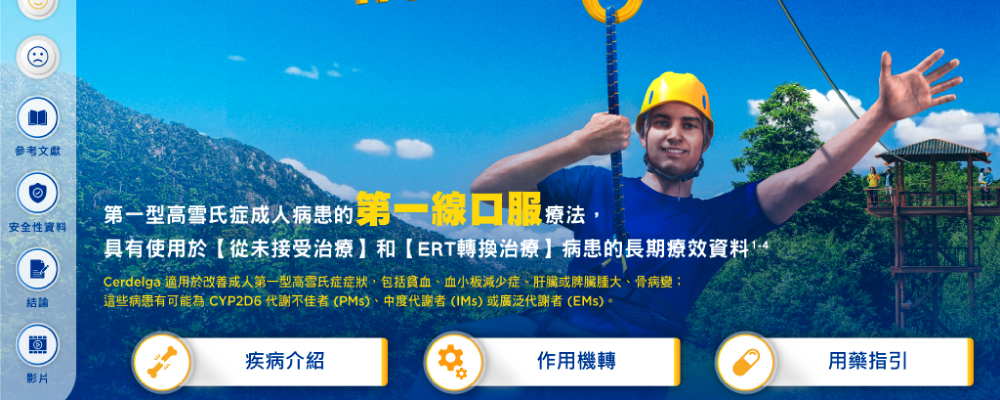 參考文獻
安全性資料
結論
影片
第一型高雪氏症成人病患的第一線口服療法，
具有使用於【從未接受治療】和【ERT轉換治療】病患的長期療效資料1-4
Cerdelga 適用於改善成人第一型高雪氏症症狀，包括貧血、血小板減少症、肝臟或脾臟腫大、骨病變；
這些病患有可能為 CYP2D6 代謝不佳者 (PMs)、中度代謝者 (IMs) 或廣泛代謝者 (EMs)。
疾病介紹
作用機轉
用藥指引